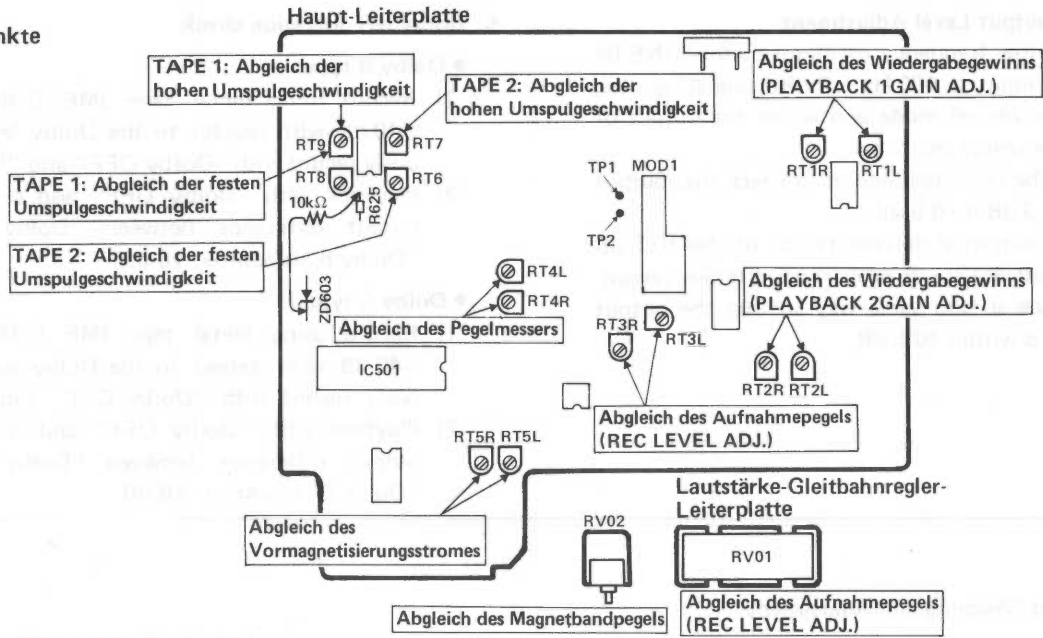 Haupt-Leiterplatte
nkte
TAPE 1: Abgleich der
hohen Umspulgeschwindigkeit
TAPE 2: Abgleich der
hohen Umspulgeschwindigkeit
Abgleich des Wiedergabegewinns
(PLAYBACK 1GAIN ADJ.)
RT9
RT7
RT8
RT6
R625
10kΩ
ZD603
TAPE 1: Abgleich der festen
Umspulgeschwindigkeit
TAPE 2: Abgleich der festen
Umspulgeschwindigkeit
TP1
MOD1
TP2
RT1R
RT1L
RT4L
RT4R
Abgleich des Pegelmessers
IC501
RT3R
RT3L
Abgleich des Wiedergabegewinns
(PLAYBACK 2GAIN ADJ.)
RT2R
RT2L
Abgleich des Aufnahmepegels
(REC LEVEL ADJ.)
RT5R
RT5L
Abgleich des
Vormagnetisierungsstromes
Lautstärke-Gleitbahnregler-
Leiterplatte
RV02
RV01
Abgleich des Magnetbandpegels
Abgleich des Aufnahmepegels
(REC LEVEL ADJ.)